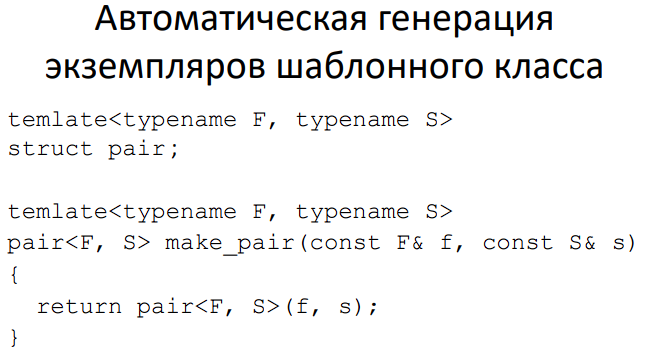 Автоматическая генерация
экземпляров шаблонного класса
temlate<typename F, typename S>
struct pair;
temlate<typename F, typename S>
pair<F, S> make_pair(const F& f, const S& s)
{
return pair<F, S>(f, s);
}